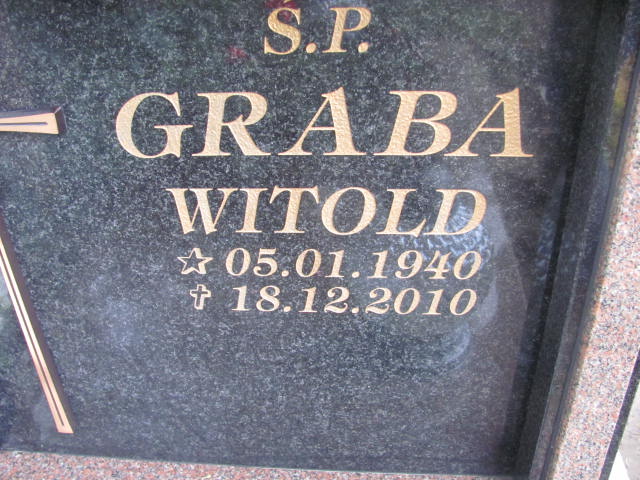 Ś.P.
GRABA
WITOLD
☆ 05.01.1940
✝ 18.12.2010